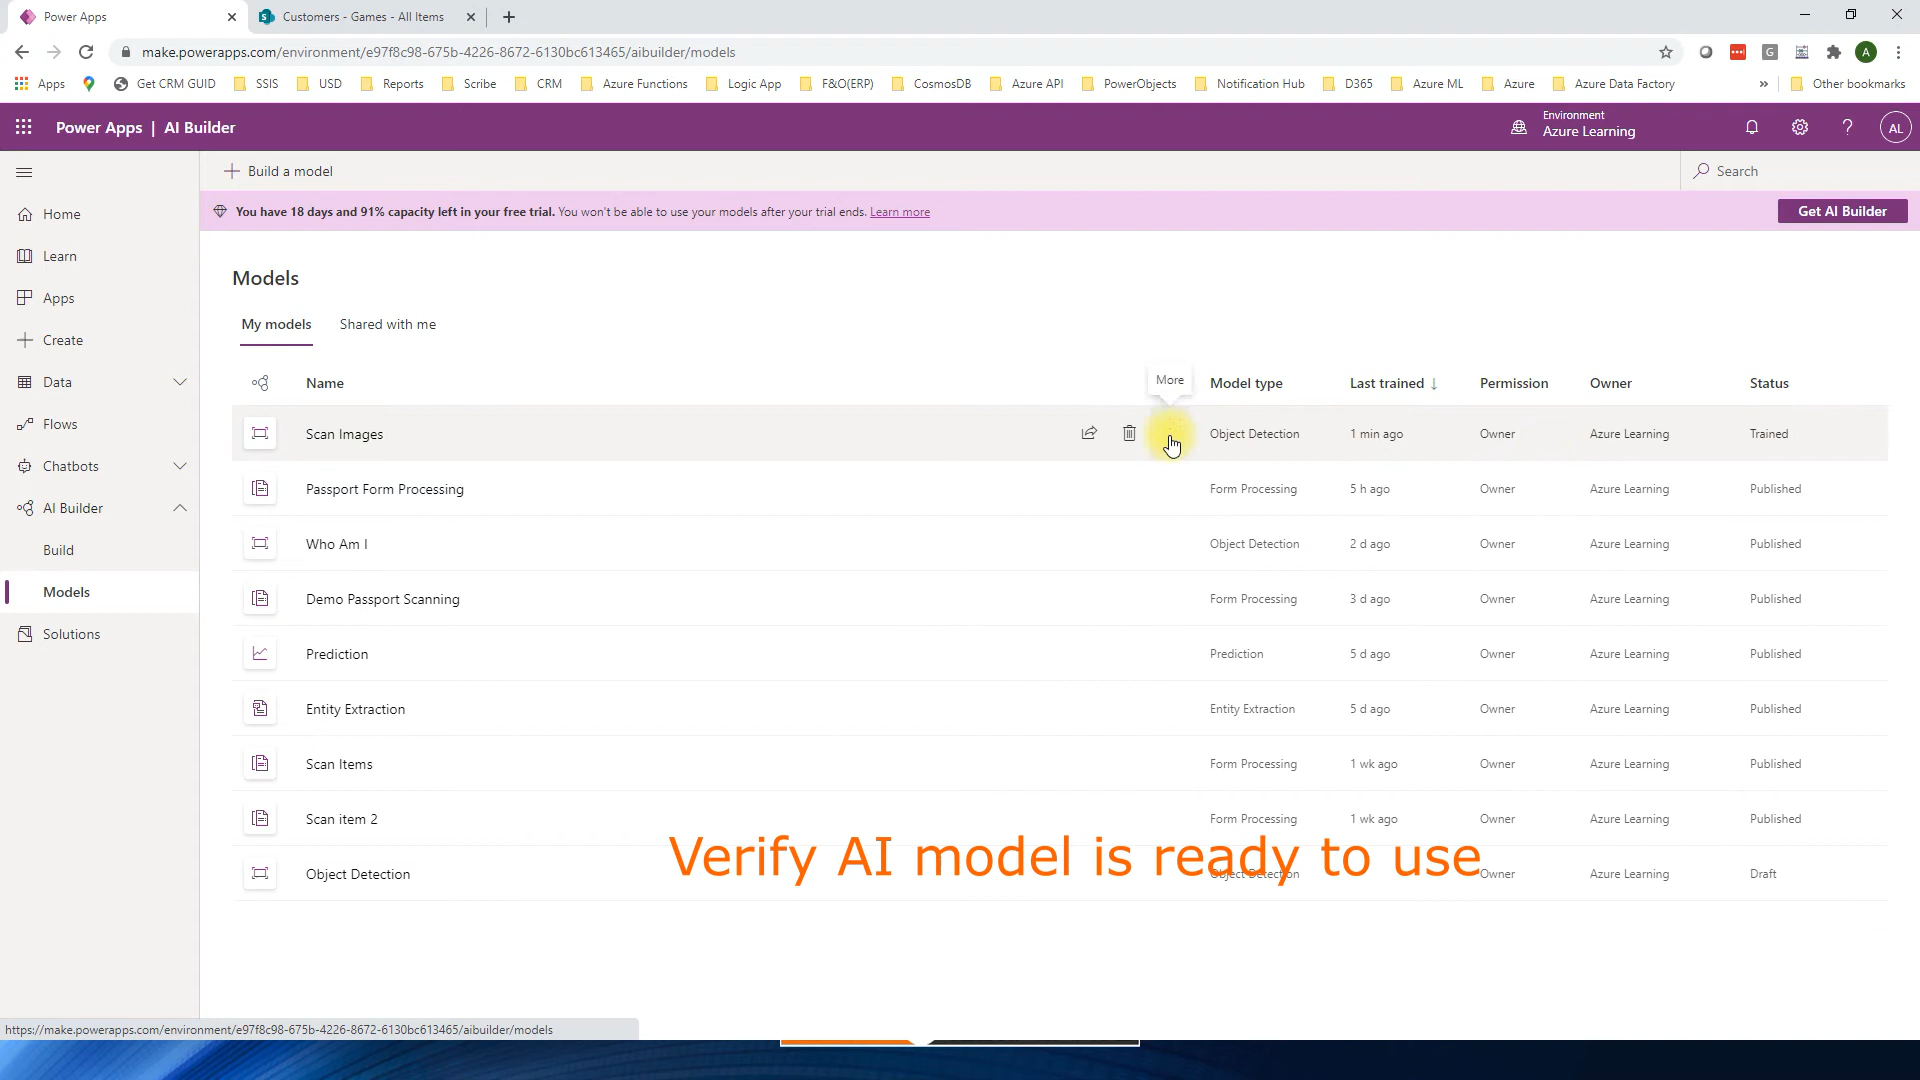 Power Apps
Customers - Games - All Items
make.powerapps.com/environment/e97f8c98-675b-4226-8672-6130bc613465/aibuilder/models
A
Apps
Get CRM GUID
SSIS
USD
Reports
Scribe
CRM
Azure Functions
Logic App
F&O(ERP)
CosmosDB
Azure API
PowerObjects
Notification Hub
D365
Azure ML
Azure
Azure Data Factory
»
Other bookmarks
Power Apps | AI Builder
Environment
Azure Learning
?
AL
Build a model
Search
Home
You have 18 days and 91% capacity left in your free trial. You won't be able to use your models after your trial ends. Learn more
Get AI Builder
Learn
Apps
Create
Data
Flows
Chatbots
AI Builder
Build
Models
Solutions
Models
My models
Shared with me
More
Name Model type Last trained ↓ Permission Owner Status
Scan Images Object Detection 1 min ago Owner Azure Learning Trained
Passport Form Processing Form Processing 5 h ago Owner Azure Learning Published
Who Am I Object Detection 2 d ago Owner Azure Learning Published
Demo Passport Scanning Form Processing 3 d ago Owner Azure Learning Published
Prediction Prediction 5 d ago Owner Azure Learning Published
Entity Extraction Entity Extraction 5 d ago Owner Azure Learning Published
Scan Items Form Processing 1 wk ago Owner Azure Learning Published
Scan item 2 Form Processing 1 wk ago Owner Azure Learning Published
Verify AI model is ready to use
Object Detection Object Detection Owner Azure Learning Draft
https://make.powerapps.com/environment/e97f8c98-675b-4226-8672-6130bc613465/aibuilder/models